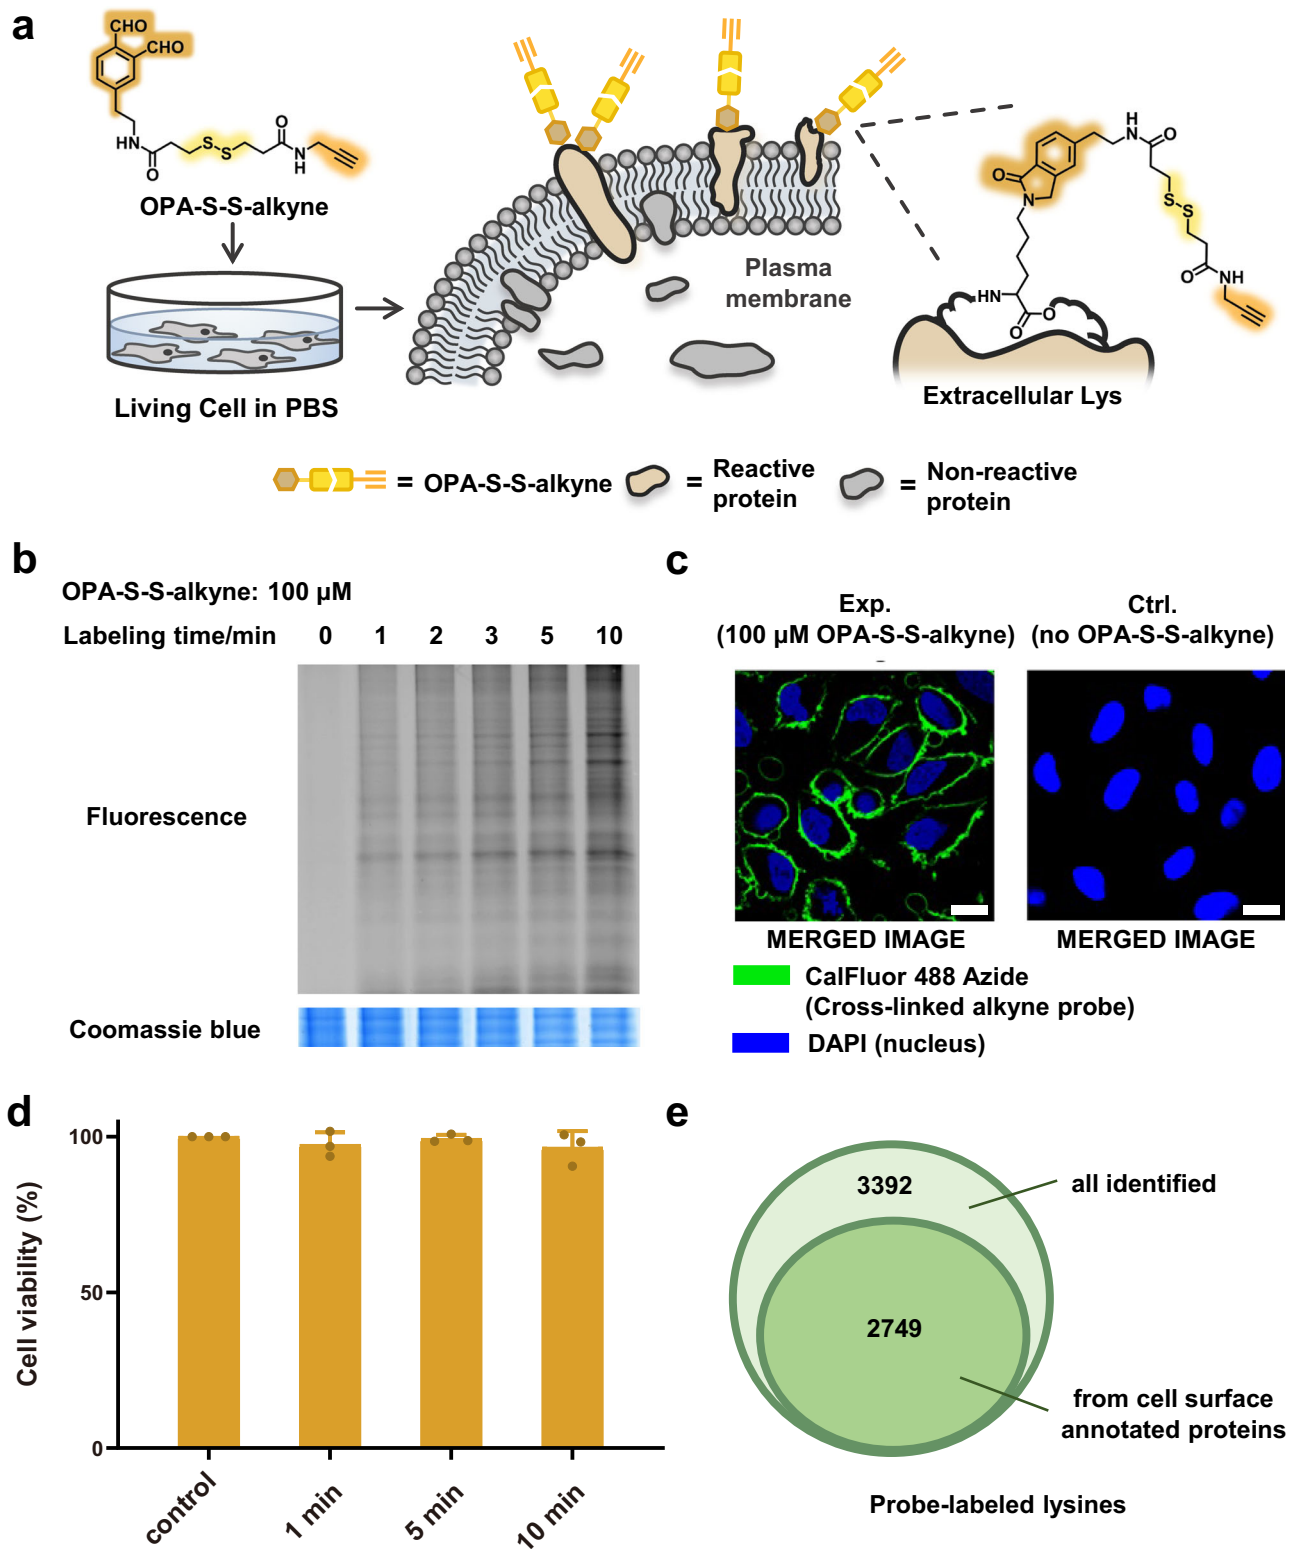 a
CHO
CHO
HN
O
S
S
O
N
H
OPA-S-S-alkyne
Living Cell in PBS
Plasma
membrane
H
N
O
O
N
S
S
O
NH
HN
O
O
Extracellular Lys
= OPA-S-S-alkyne
= Reactive
protein
= Non-reactive
protein
b
OPA-S-S-alkyne: 100 μM
Labeling time/min 0 1 2 3 5 10
Fluorescence
Coomassie blue
c
Exp.
(100 μM OPA-S-S-alkyne)
Ctrl.
(no OPA-S-S-alkyne)
MERGED IMAGE
MERGED IMAGE
CalFluor 488 Azide
(Cross-linked alkyne probe)
DAPI (nucleus)
d
Cell viability (%)
100
50
0
control
1 min
5 min
10 min
e
3392
all identified
2749
from cell surface
annotated proteins
Probe-labeled lysines